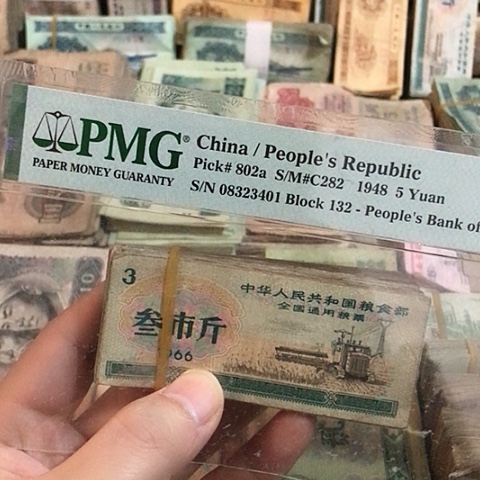 PMG®
PAPER MONEY GUARANTY
China / People's Republic
Pick# 802a S/M#C282 1948 5 Yuan
S/N 08323401 Block 132 - People's Bank of
3
中华人民共和国粮食部
全国通用粮票
叁市斤
1966